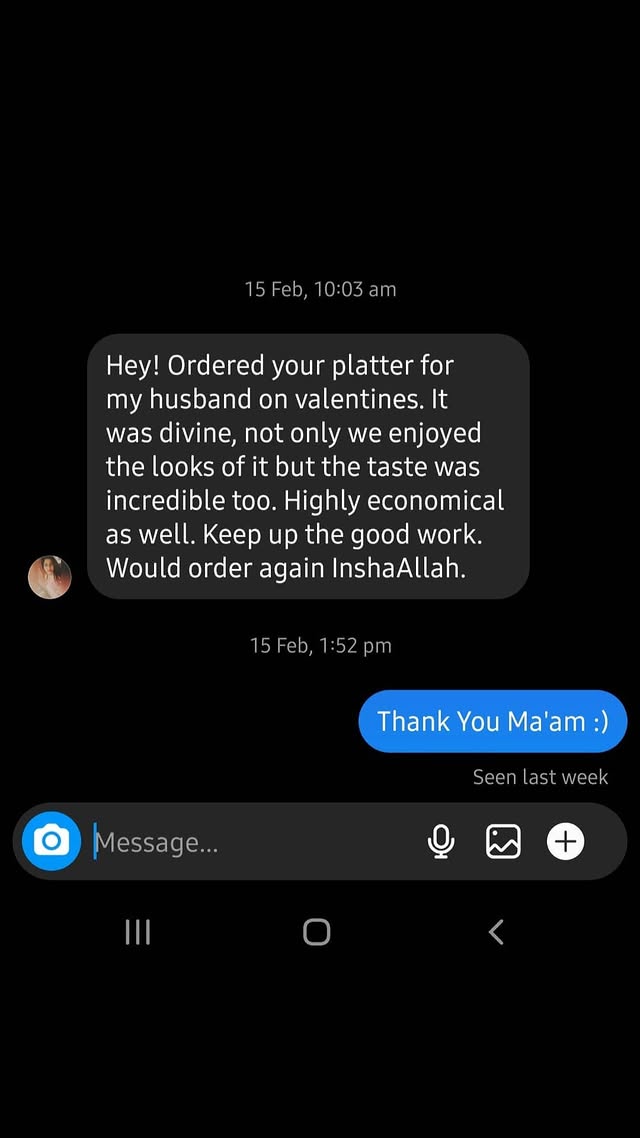 15 Feb, 10:03 am
Hey! Ordered your platter for
my husband on valentines. It
was divine, not only we enjoyed
the looks of it but the taste was
incredible too. Highly economical
as well. Keep up the good work.
Would order again InshaAllah.
15 Feb, 1:52 pm
Thank You Ma'am :)
Seen last week
Message...